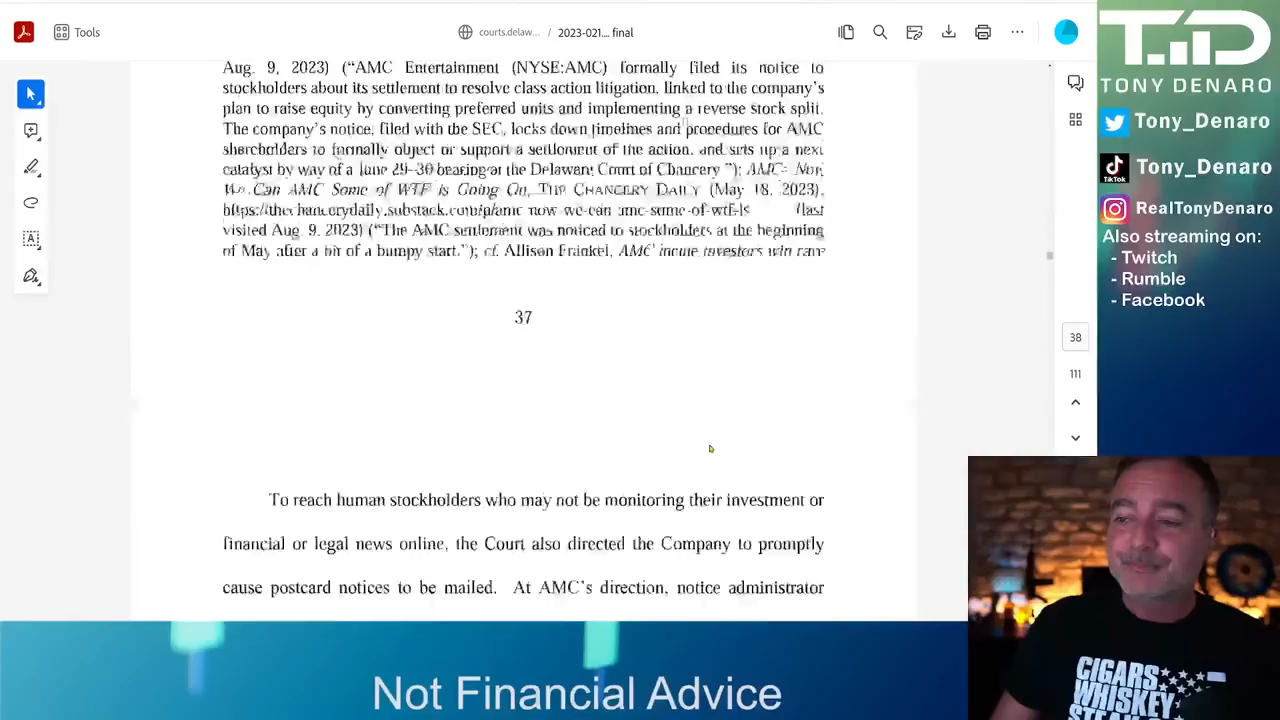 Tools
courts.delaw... / 2023-021.... final
TONY DENARO
Tony_Denaro
Tony_Denaro
RealTonyDenaro
Also streaming on:
- Twitch
- Rumble
- Facebook
Aug. 9, 2023) (“AMC Entertainment (NYSE:AMC) formally filed its notice to
stockholders about its settlement to resolve class action litigation, linked to the company’s
plan to raise equity by converting preferred units and implementing a reverse stock split.
The company’s notice, filed with the SEC, locks down timelines and procedures for AMC
shareholders to formally object or support a settlement of the action, and sets up a next
catalyst by way of a June 29–30 hearing at the Delaware Court of Chancery.”); AMC: Now
We Can AMC Some of WTF is Going On, THE CHANCERY DAILY (May 18, 2023),
(last
visited Aug. 9, 2023) (“The AMC settlement was noticed to stockholders at the beginning
of May after a bit of a bumpy start.”); cf. Allison Frankel, AMC investors win
37
38
111
To reach human stockholders who may not be monitoring their investment or
financial or legal news online, the Court also directed the Company to promptly
cause postcard notices to be mailed. At AMC’s direction, notice administrator
CIGARS
WHISKEY
Not Financial Advice